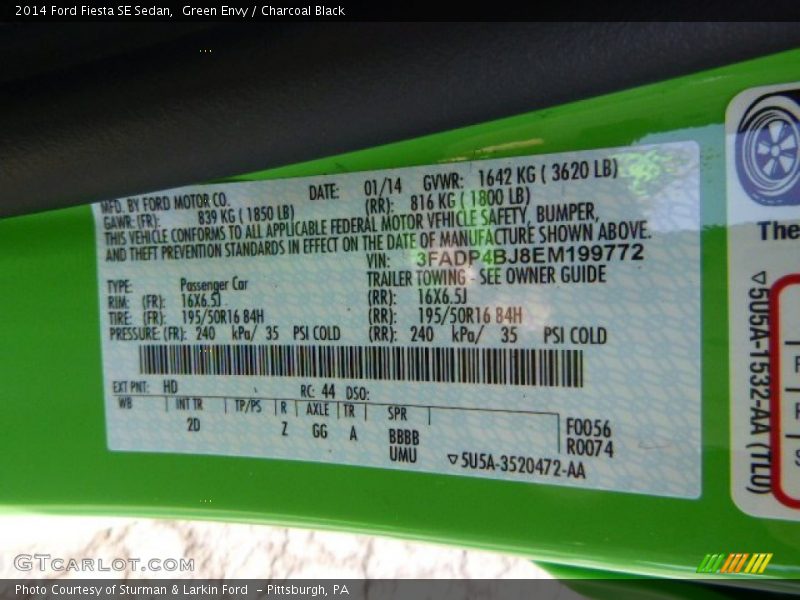 2014 Ford Fiesta SE Sedan, Green Envy / Charcoal Black
MFD. BY FORD MOTOR CO. DATE: 01/14 GVWR: 1642 KG ( 3620 LB)
GAWR: (FR): 839 KG ( 1850 LB) (RR): 816 KG ( 1800 LB)
THIS VEHICLE CONFORMS TO ALL APPLICABLE FEDERAL MOTOR VEHICLE SAFETY, BUMPER,
AND THEFT PREVENTION STANDARDS IN EFFECT ON THE DATE OF MANUFACTURE SHOWN ABOVE.
VIN: 3FADP4BJ8EM199772
TYPE: Passenger Car TRAILER TOWING - SEE OWNER GUIDE
RIM: (FR): 16X6.5J (RR): 16X6.5J
TIRE: (FR): 195/50R16 84H (RR): 195/50R16 84H
PRESSURE: (FR): 240 kPa/ 35 PSI COLD (RR): 240 kPa/ 35 PSI COLD
EXT PNT: HD RC: 44 DSO:
WB INT TR TP/PS R AXLE TR SPR
2D Z GG A BBBB F0056
UMU R0074
▽5U5A-3520472-AA
The
▽5U5A-1532-AA (TLU)
GTCarLot.com
Photo Courtesy of Sturman & Larkin Ford - Pittsburgh, PA